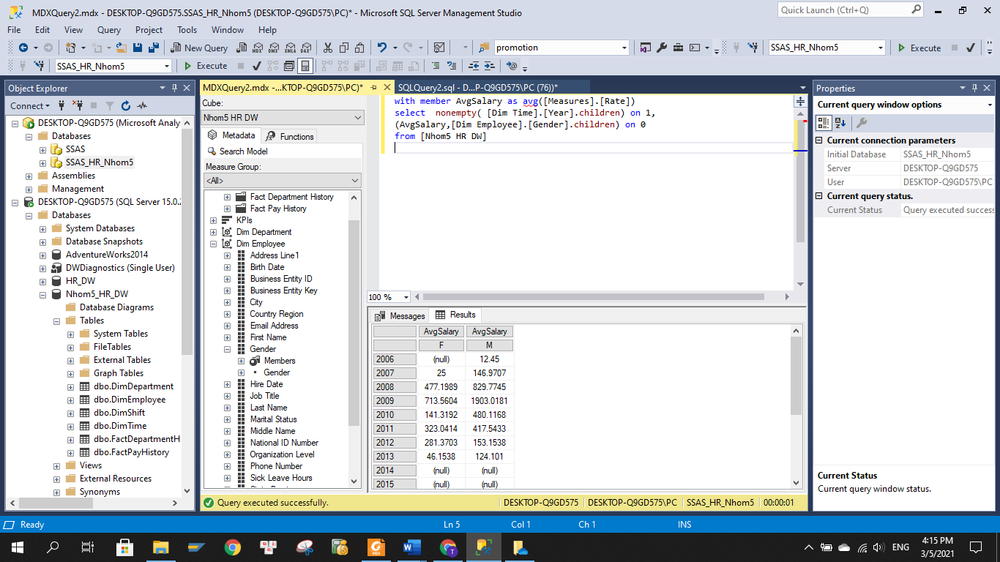 MDXQuery2.mdx - DESKTOP-Q9GD575.SSAS_HR_Nhom5 (DESKTOP-Q9GD575\PC)* - Microsoft SQL Server Management Studio
Quick Launch (Ctrl+Q)
File Edit View Query Project Tools Window Help
New Query MDX DMX XMLA DAX promotion SSAS_HR_Nhom5 Execute
SSAS_HR_Nhom5 Execute
Object Explorer
Connect
DESKTOP-Q9GD575 (Microsoft Analy
Databases
SSAS
SSAS_HR_Nhom5
Assemblies
Management
DESKTOP-Q9GD575 (SQL Server 15.0.2
Databases
System Databases
Database Snapshots
AdventureWorks2014
DWDiagnostics (Single User)
HR_DW
Nhom5_HR_DW
Database Diagrams
Tables
System Tables
FileTables
External Tables
Graph Tables
dbo.DimDepartment
dbo.DimEmployee
dbo.DimShift
dbo.DimTime
dbo.FactDepartmentH
dbo.FactPayHistory
Views
External Resources
Synonyms
MDXQuery2.mdx -...KTOP-Q9GD575\PC)*
SQLQuery2.sql - D...P-Q9GD575\PC (76))*
Cube:
Nhom5 HR DW
Metadata
Functions
Search Model
Measure Group:
<All>
Fact Department History
Fact Pay History
KPIs
Dim Department
Dim Employee
Address Line1
Birth Date
Business Entity ID
Business Entity Key
City
Country Region
Email Address
First Name
Gender
Members
Gender
Hire Date
Job Title
Last Name
Marital Status
Middle Name
National ID Number
Organization Level
Phone Number
Sick Leave Hours
with member AvgSalary as avg([Measures].[Rate])
select nonempty( [Dim Time].[Year].children) on 1,
(AvgSalary,[Dim Employee].[Gender].children) on 0
from [Nhom5 HR DW]
100 %
Messages
Results
AvgSalary AvgSalary
F M
2006 (null) 12.45
2007 25 146.9707
2008 477.1989 829.7745
2009 713.5604 1903.0181
2010 141.3192 480.1168
2011 323.0414 417.5433
2012 281.3703 153.1538
2013 46.1538 124.101
2014 (null) (null)
2015 (null) (null)
Query executed successfully.
DESKTOP-Q9GD575 DESKTOP-Q9GD575\PC SSAS_HR_Nhom5 00:00:01
Properties
Current query window options
Current connection parameters
Initial Database SSAS_HR_Nhom5
Server DESKTOP-Q9GD575
User DESKTOP-Q9GD575\PC
Current query status.
Current Status Query executed success
Current Status
Current query window status.
Ready Ln 5 Col 1 Ch 1 INS
ENG
4:15 PM
3/5/2021